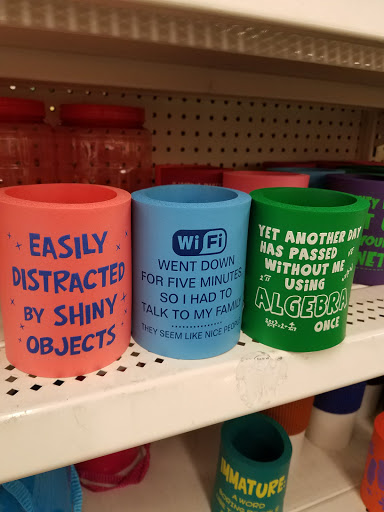 EASILY
DISTRACTED
BY SHINY
OBJECTS
WiFi
WENT DOWN
FOR FIVE MINUTES,
SO I HAD TO
TALK TO MY FAMILY
THEY SEEM LIKE NICE PEOPLE
YET ANOTHER DAY
HAS PASSED
WITHOUT ME
USING
ALGEBRA
ONCE
IMMATURE:
A WORD